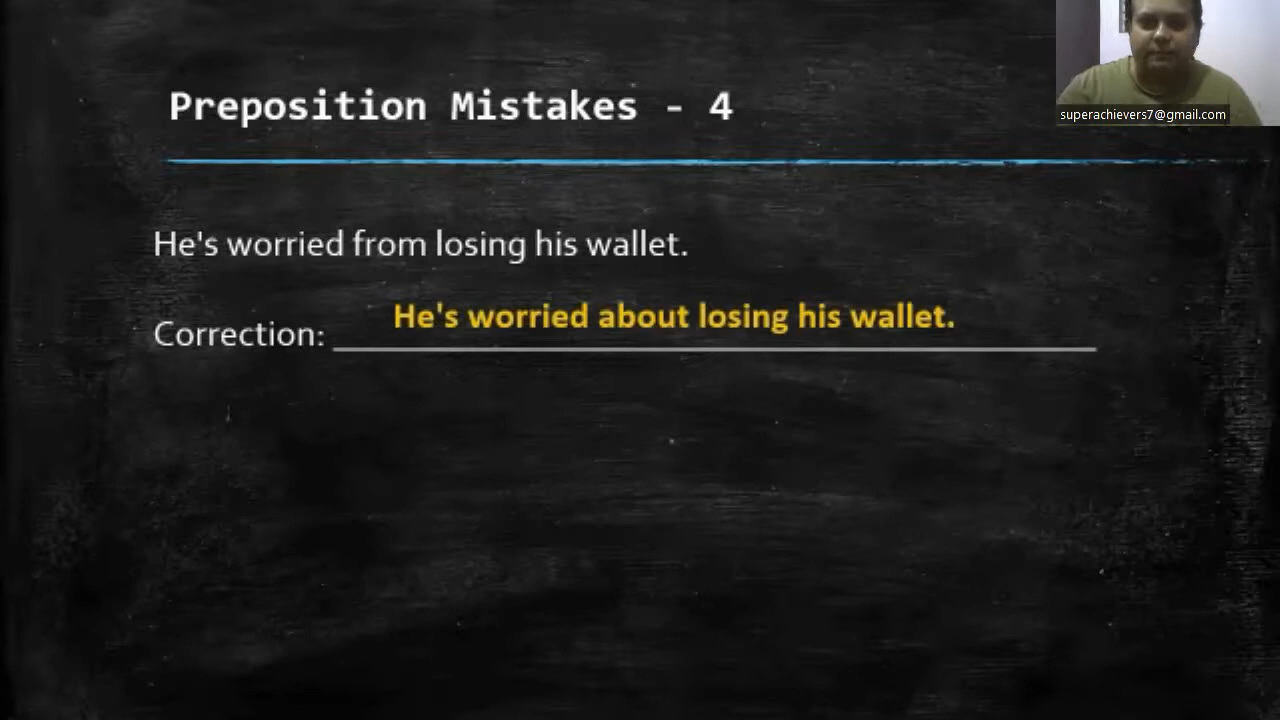 superachievers7@gmail.com
Preposition Mistakes - 4
He's worried from losing his wallet.
He's worried about losing his wallet.
Correction: